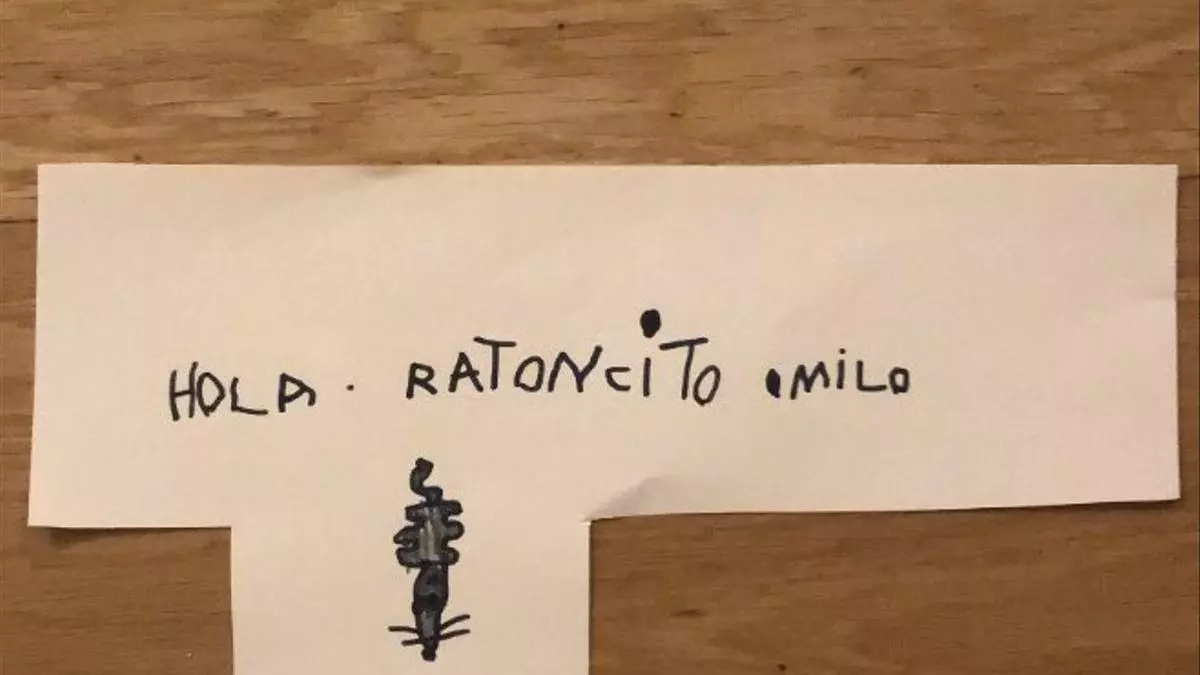 HOLA · RATONCiTO .MiLO